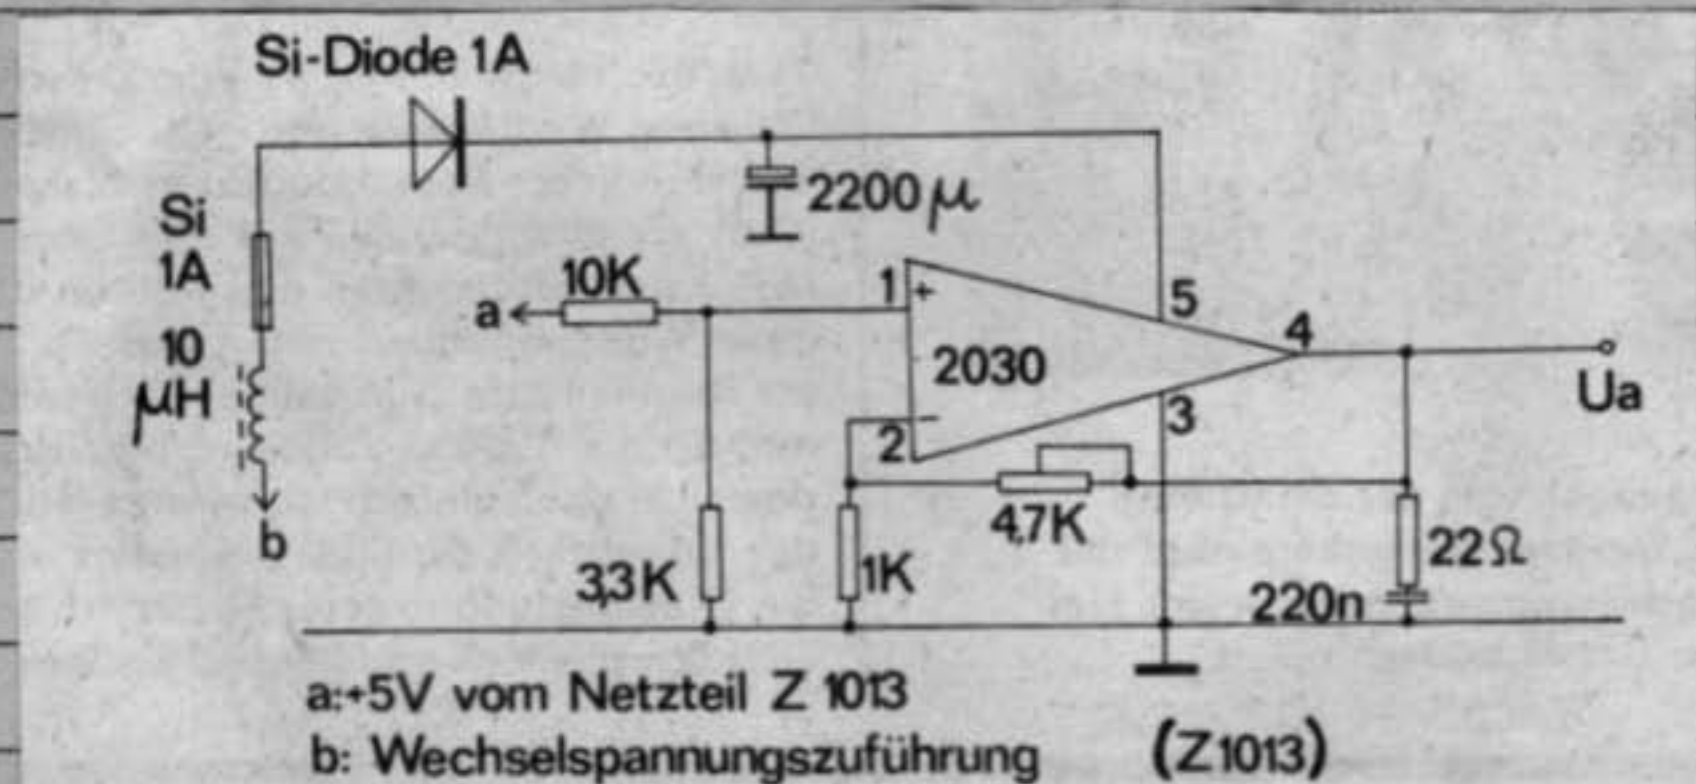 Si-Diode 1A
2200 µ
Si
1A
10
µH
b
a
10K
1
+
2030
-
2
5
4
3
Ua
4,7K
3,3K
1K
22Ω
220n
a:+5V vom Netzteil Z 1013
b: Wechselspannungszuführung (Z1013)